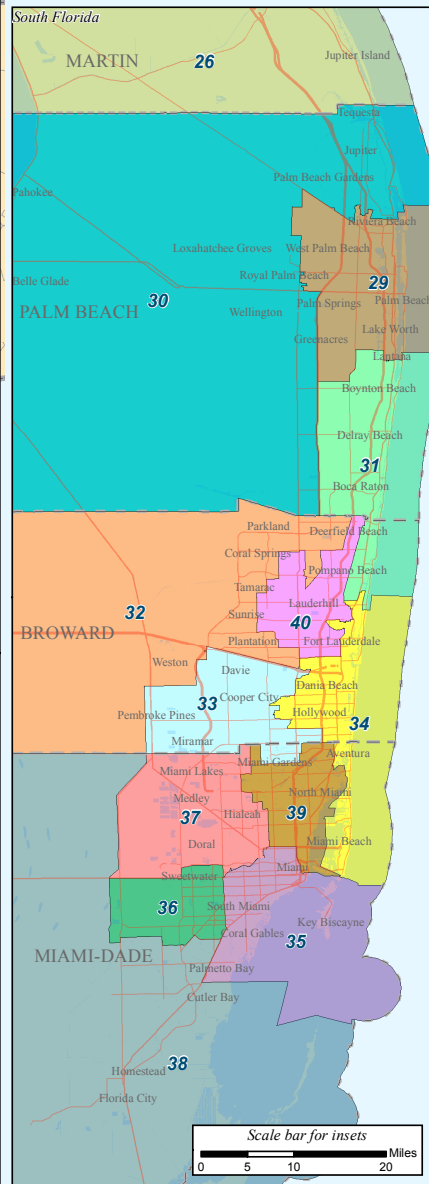 South Florida
MARTIN
26
Jupiter Island
Tequesta
Jupiter
Palm Beach Gardens
Pahokee
Riviera Beach
Loxahatchee Groves
West Palm Beach
Royal Palm Beach
29
Belle Glade
30
Palm Beach
PALM BEACH
Wellington
Palm Springs
Lake Worth
Greenacres
Lantana
Boynton Beach
Delray Beach
31
Boca Raton
Parkland
Deerfield Beach
Coral Springs
Pompano Beach
Tamarac
Lauderhill
32
Sunrise
40
BROWARD
Plantation
Fort Lauderdale
Weston
Davie
Dania Beach
Cooper City
33
Hollywood
Pembroke Pines
34
Miramar
Aventura
Miami Gardens
Miami Lakes
North Miami
Medley
Hialeah
39
37
Doral
Miami Beach
Miami
Sweetwater
36
South Miami
Key Biscayne
Coral Gables
35
MIAMI-DADE
Palmetto Bay
Cutler Bay
38
Homestead
Florida City
Scale bar for insets
Miles
0 5 10 20